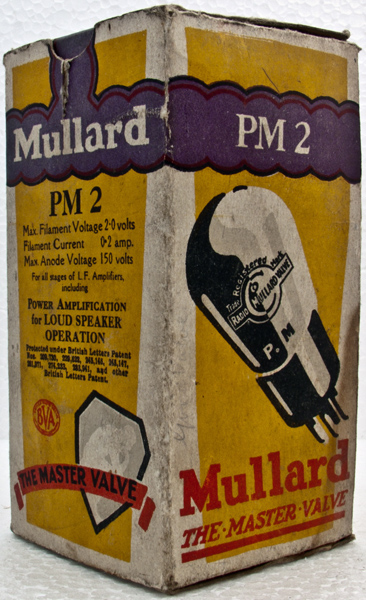 Mullard
PM 2
Max. Filament Voltage 2·0 volts
Filament Current 0·2 amp.
Max. Anode Voltage 150 volts
For all stages of L.F. Amplifiers,
including
POWER AMPLIFICATION
for LOUD SPEAKER
OPERATION
Protected under British Letters Patent
and other
British Letters Patent.
BVA
THE MASTER VALVE
PM 2
Trade Registered Mark
MULLARD VALVE
RADIO
P.M
Mullard
THE·MASTER·VALVE